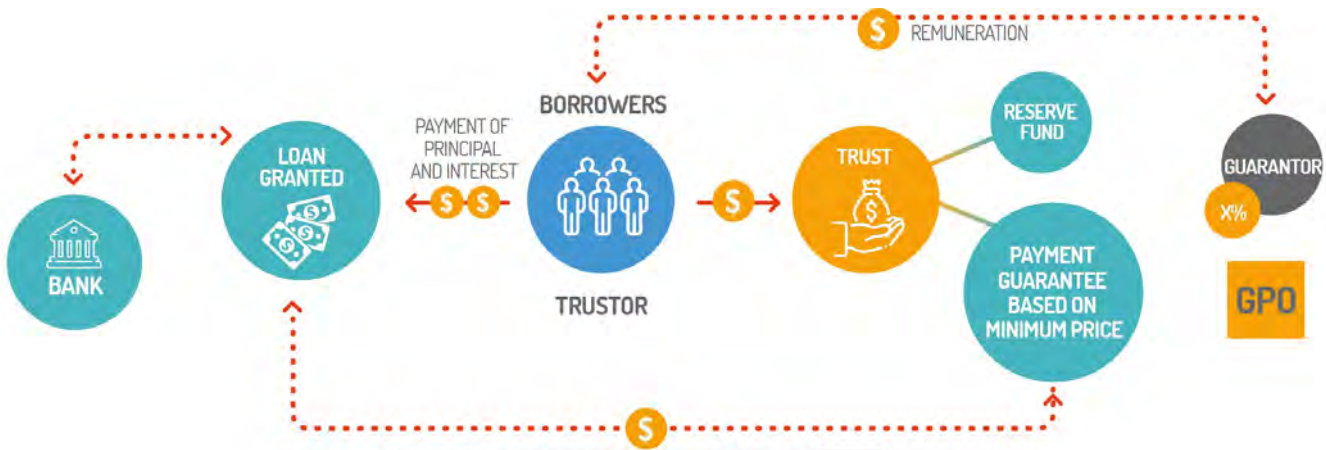 $ REMUNERATION
BORROWERS
RESERVE
FUND
PAYMENT OF
PRINCIPAL
AND INTEREST
LOAN
GRANTED
TRUST
GUARANTOR
$ $
$
$
X%
$
$
$
BANK
PAYMENT
GUARANTEE
BASED ON
MINIMUM PRICE
TRUSTOR
GPO
$